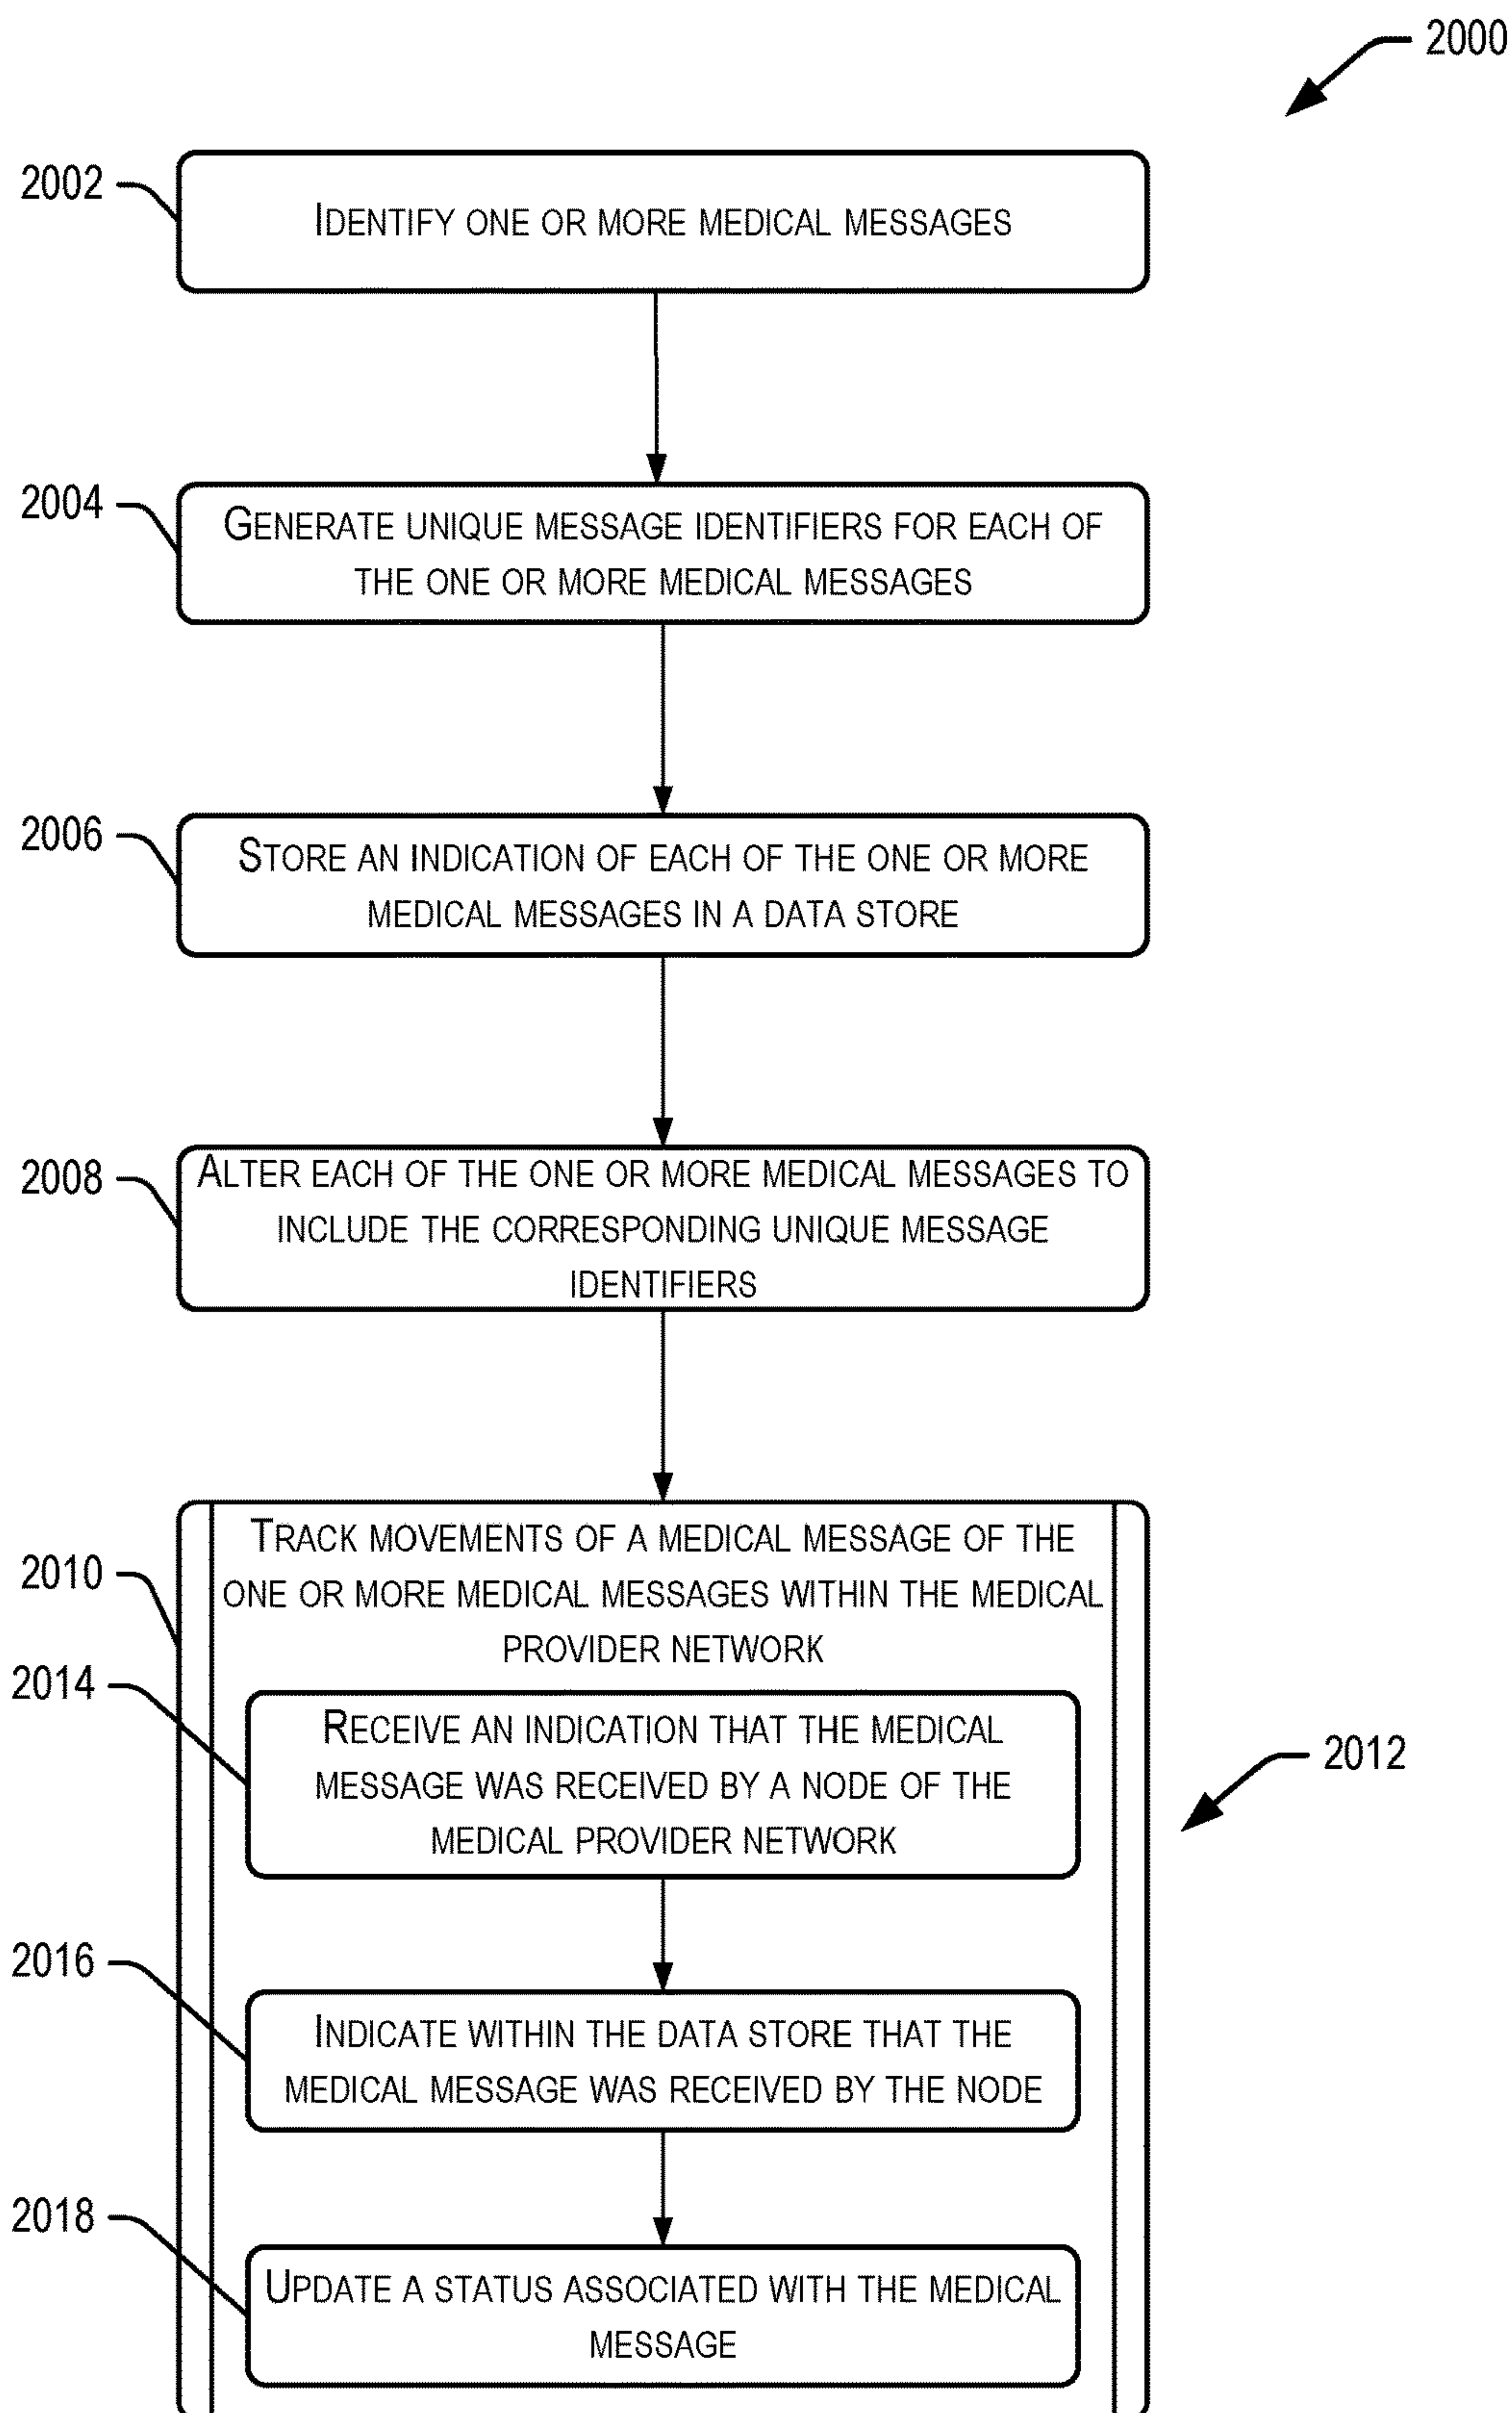 2000
2002
IDENTIFY ONE OR MORE MEDICAL MESSAGES
2004
GENERATE UNIQUE MESSAGE IDENTIFIERS FOR EACH OF
THE ONE OR MORE MEDICAL MESSAGES
2006
STORE AN INDICATION OF EACH OF THE ONE OR MORE
MEDICAL MESSAGES IN A DATA STORE
2008
ALTER EACH OF THE ONE OR MORE MEDICAL MESSAGES TO
INCLUDE THE CORRESPONDING UNIQUE MESSAGE
IDENTIFIERS
2010
TRACK MOVEMENTS OF A MEDICAL MESSAGE OF THE
ONE OR MORE MEDICAL MESSAGES WITHIN THE MEDICAL
PROVIDER NETWORK
2012
2014
RECEIVE AN INDICATION THAT THE MEDICAL
MESSAGE WAS RECEIVED BY A NODE OF THE
MEDICAL PROVIDER NETWORK
2016
INDICATE WITHIN THE DATA STORE THAT THE
MEDICAL MESSAGE WAS RECEIVED BY THE NODE
2018
UPDATE A STATUS ASSOCIATED WITH THE MEDICAL
MESSAGE